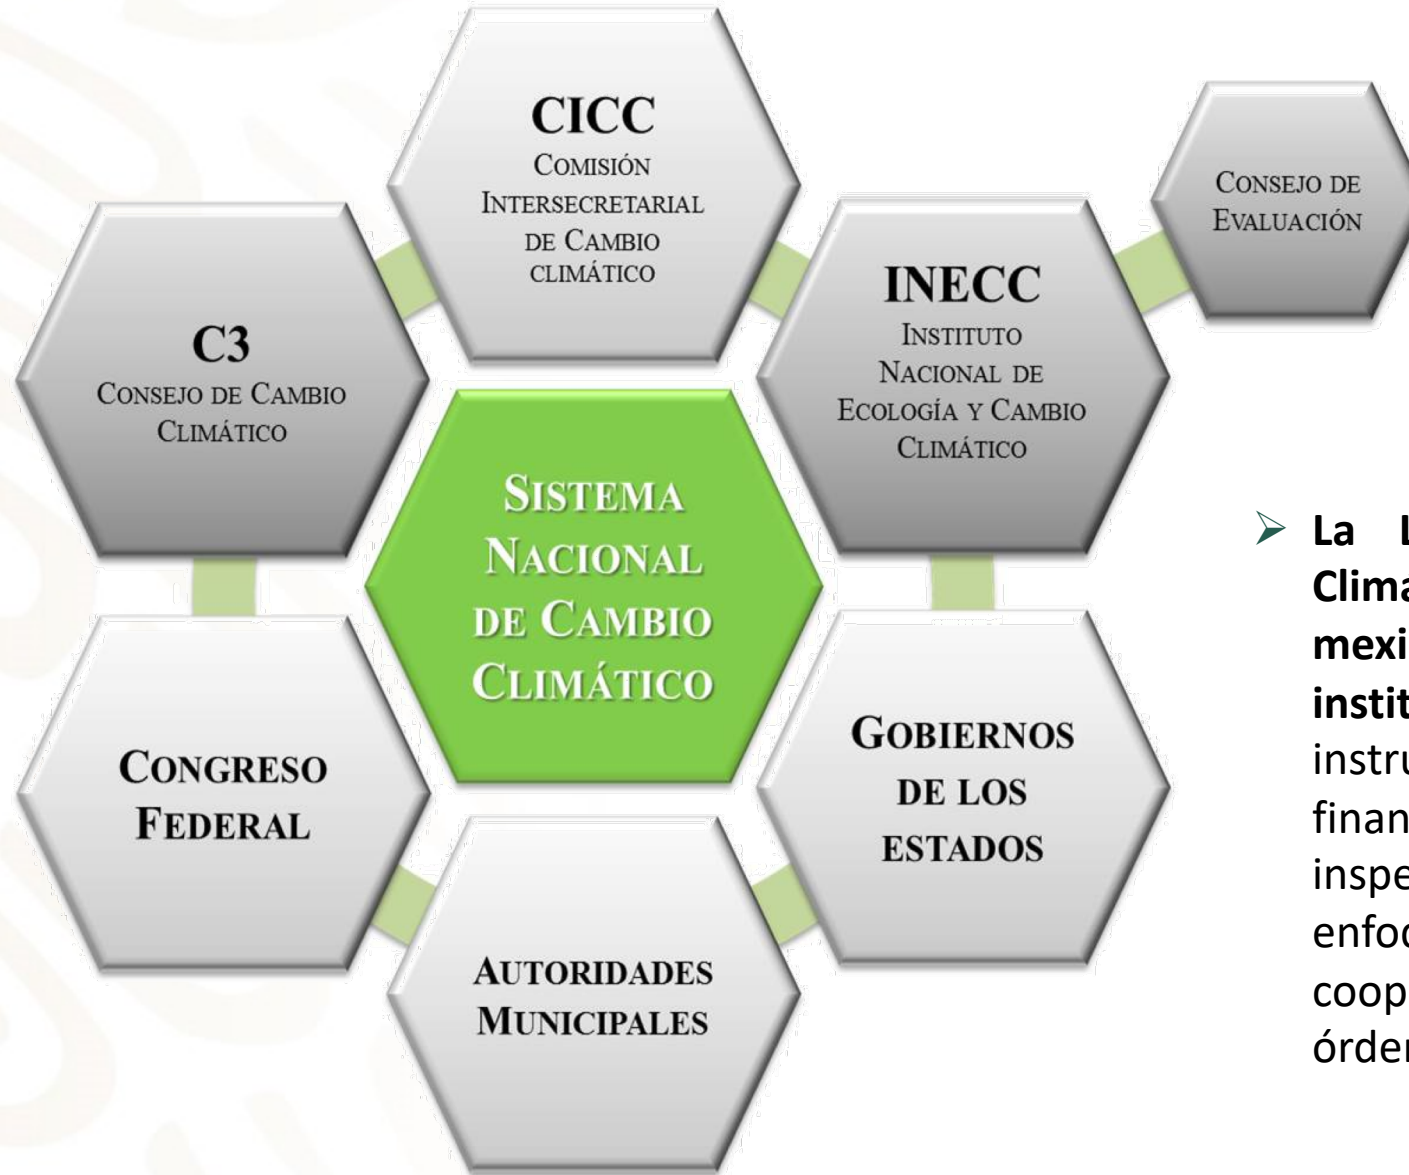 CICC
COMISIÓN
INTERSECRETARIAL
DE CAMBIO
CLIMÁTICO
CONSEJO DE
EVALUACIÓN
INECC
INSTITUTO
NACIONAL DE
ECOLOGÍA Y CAMBIO
CLIMÁTICO
C3
CONSEJO DE CAMBIO
CLIMÁTICO
SISTEMA
NACIONAL
DE CAMBIO
CLIMÁTICO
CONGRESO
FEDERAL
GOBIERNOS
DE LOS
ESTADOS
AUTORIDADES
MUNICIPALES
➢ La